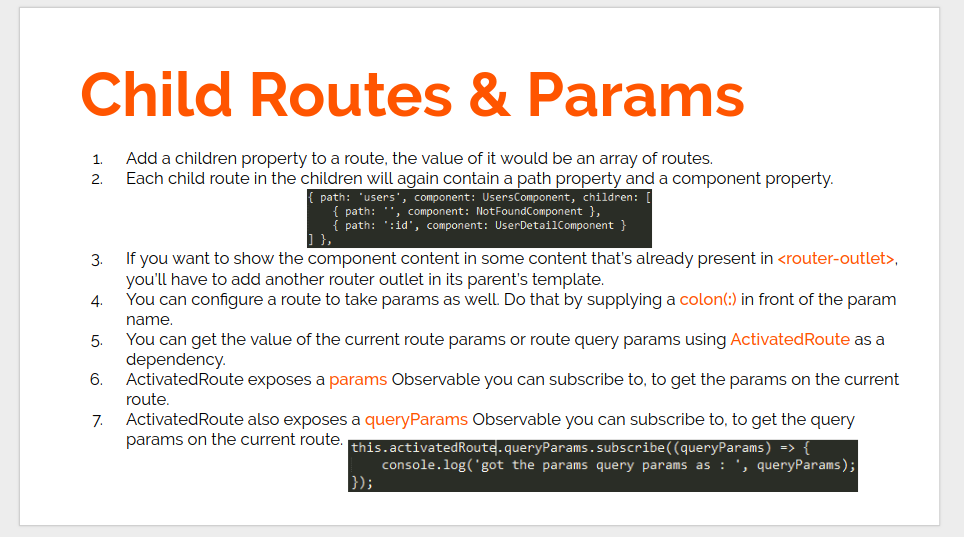 Child Routes & Params
1. Add a children property to a route, the value of it would be an array of routes.
2. Each child route in the children will again contain a path property and a component property.
{ path: 'users', component: UsersComponent, children: [
{ path: '', component: NotFoundComponent },
{ path: ':id', component: UserDetailComponent }
] },
3. If you want to show the component content in some content that's already present in <router-outlet>,
you'll have to add another router outlet in its parent's template.
4. You can configure a route to take params as well. Do that by supplying a colon(:) in front of the param
name.
5. You can get the value of the current route params or route query params using ActivatedRoute as a
dependency.
6. ActivatedRoute exposes a params Observable you can subscribe to, to get the params on the current
route.
7. ActivatedRoute also exposes a queryParams Observable you can subscribe to, to get the query
params on the current route.
this.activatedRoute.queryParams.subscribe((queryParams) => {
console.log('got the params query params as : ', queryParams);
});